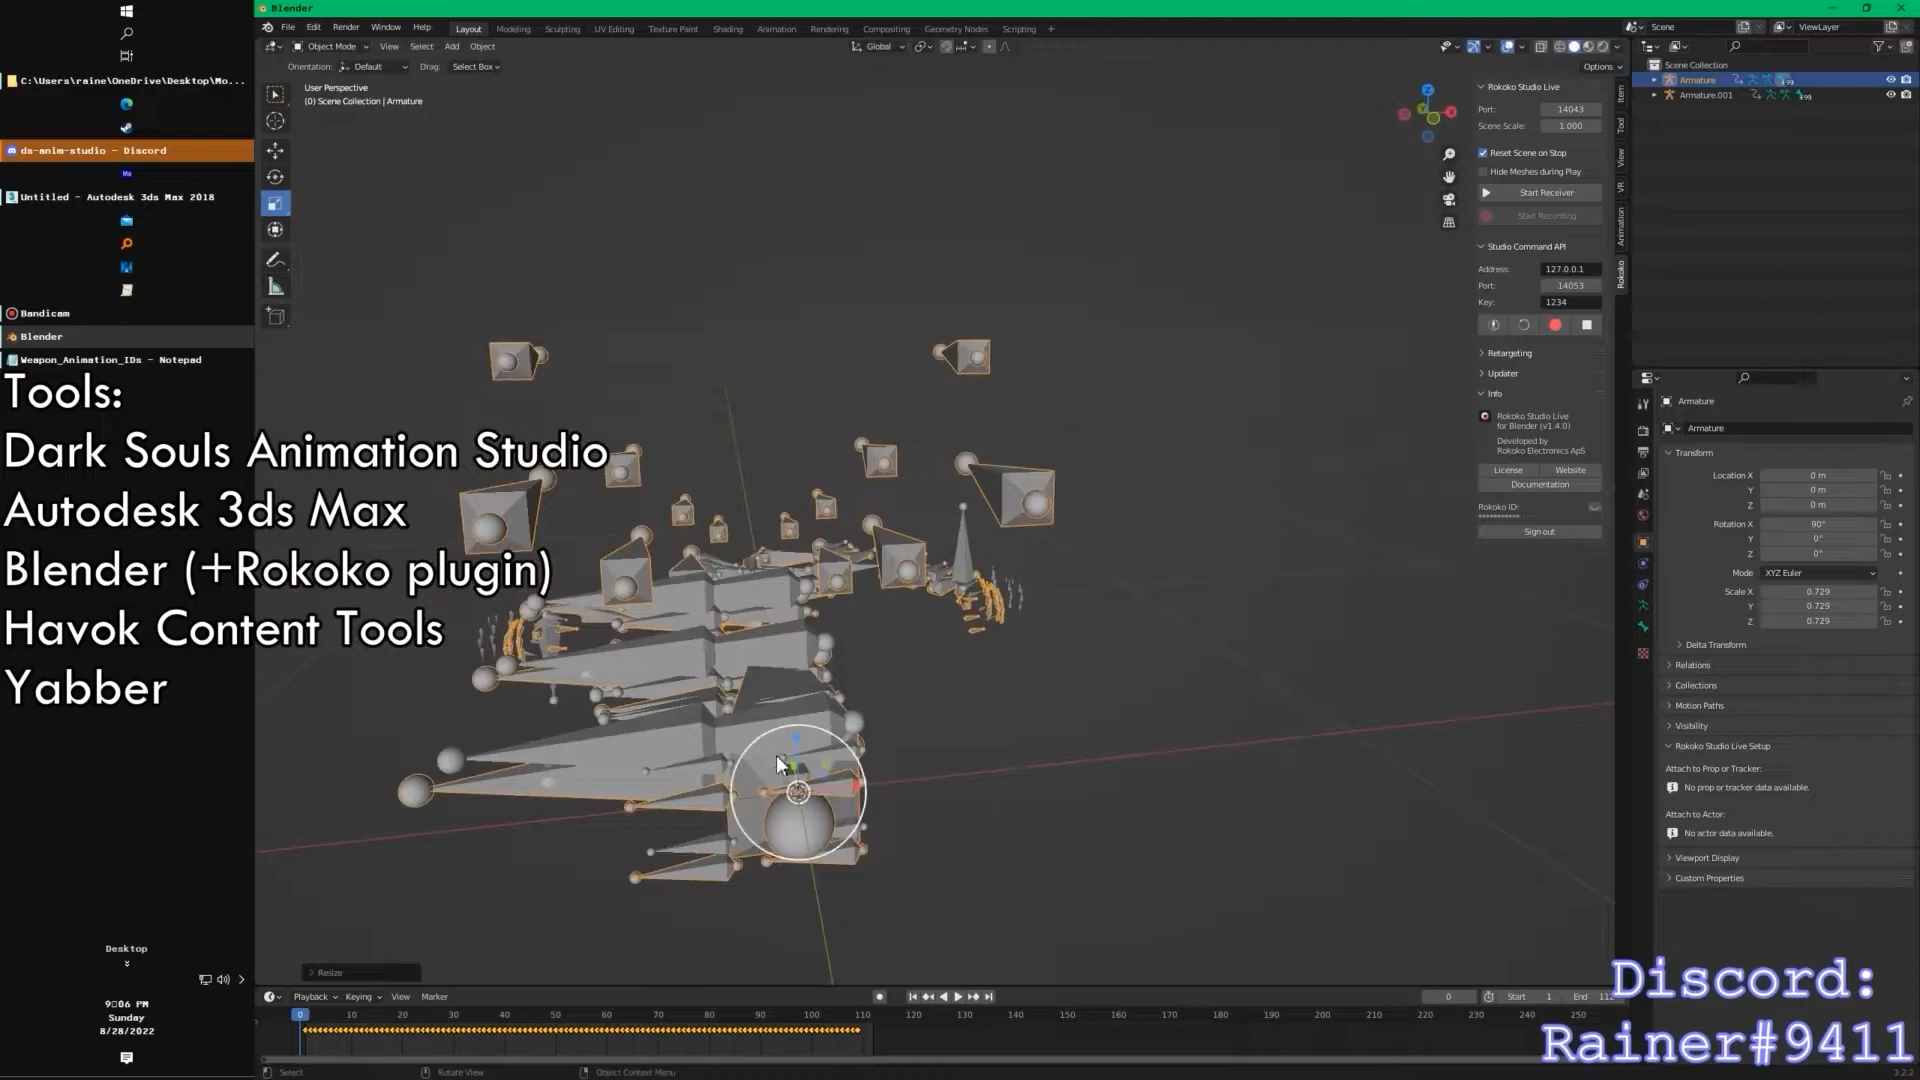 C:\Users\raine\OneDrive\Desktop\Mo...
ds-anim-studio - Discord
Untitled - Autodesk 3ds Max 2018
Bandicam
Blender
Weapon_Animation_IDs - Notepad
Tools:
Dark Souls Animation Studio
Autodesk 3ds Max
Blender (+Rokoko plugin)
Havok Content Tools
Yabber
Desktop
9:06 PM
Sunday
8/28/2022
Blender
File Edit Render Window Help
Layout Modeling Sculpting UV Editing Texture Paint Shading Animation Rendering Compositing Geometry Nodes Scripting +
Scene
ViewLayer
Object Mode View Select Add Object
Global
Orientation: Default Drag: Select Box
Options
User Perspective
(0) Scene Collection | Armature
Rokoko Studio Live
Port: 14043
Scene Scale: 1.000
Reset Scene on Stop
Hide Meshes during Play
Start Receiver
Start Recording
Studio Command API
Address: 127.0.0.1
Port: 14053
Key: 1234
Retargeting
Updater
Info
Rokoko Studio Live
for Blender (v1.4.0)
Developed by
Rokoko Electronics ApS
License Website
Documentation
Rokoko ID:
Sign out
Item
Tool
View
VR
Animation
Rokoko
Scene Collection
Armature
Armature.001
Armature
Armature
Transform
Location X 0 m
Y 0 m
Z 0 m
Rotation X 90°
Y 0°
Z 0°
Mode XYZ Euler
Scale X 0.729
Y 0.729
Z 0.729
Delta Transform
Relations
Collections
Motion Paths
Visibility
Rokoko Studio Live Setup
Attach to Prop or Tracker:
No prop or tracker data available.
Attach to Actor:
No actor data available.
Viewport Display
Custom Properties
Resize
Playback Keying View Marker
0 Start 1 End
0 10 20 30 40 50 60 70 80 90 100 110 120 130 140 150 160 170 180 190 200 210 220 230 240 250
Select Rotate View Object Context Menu
3.2.2
Discord:
Rainer#9411